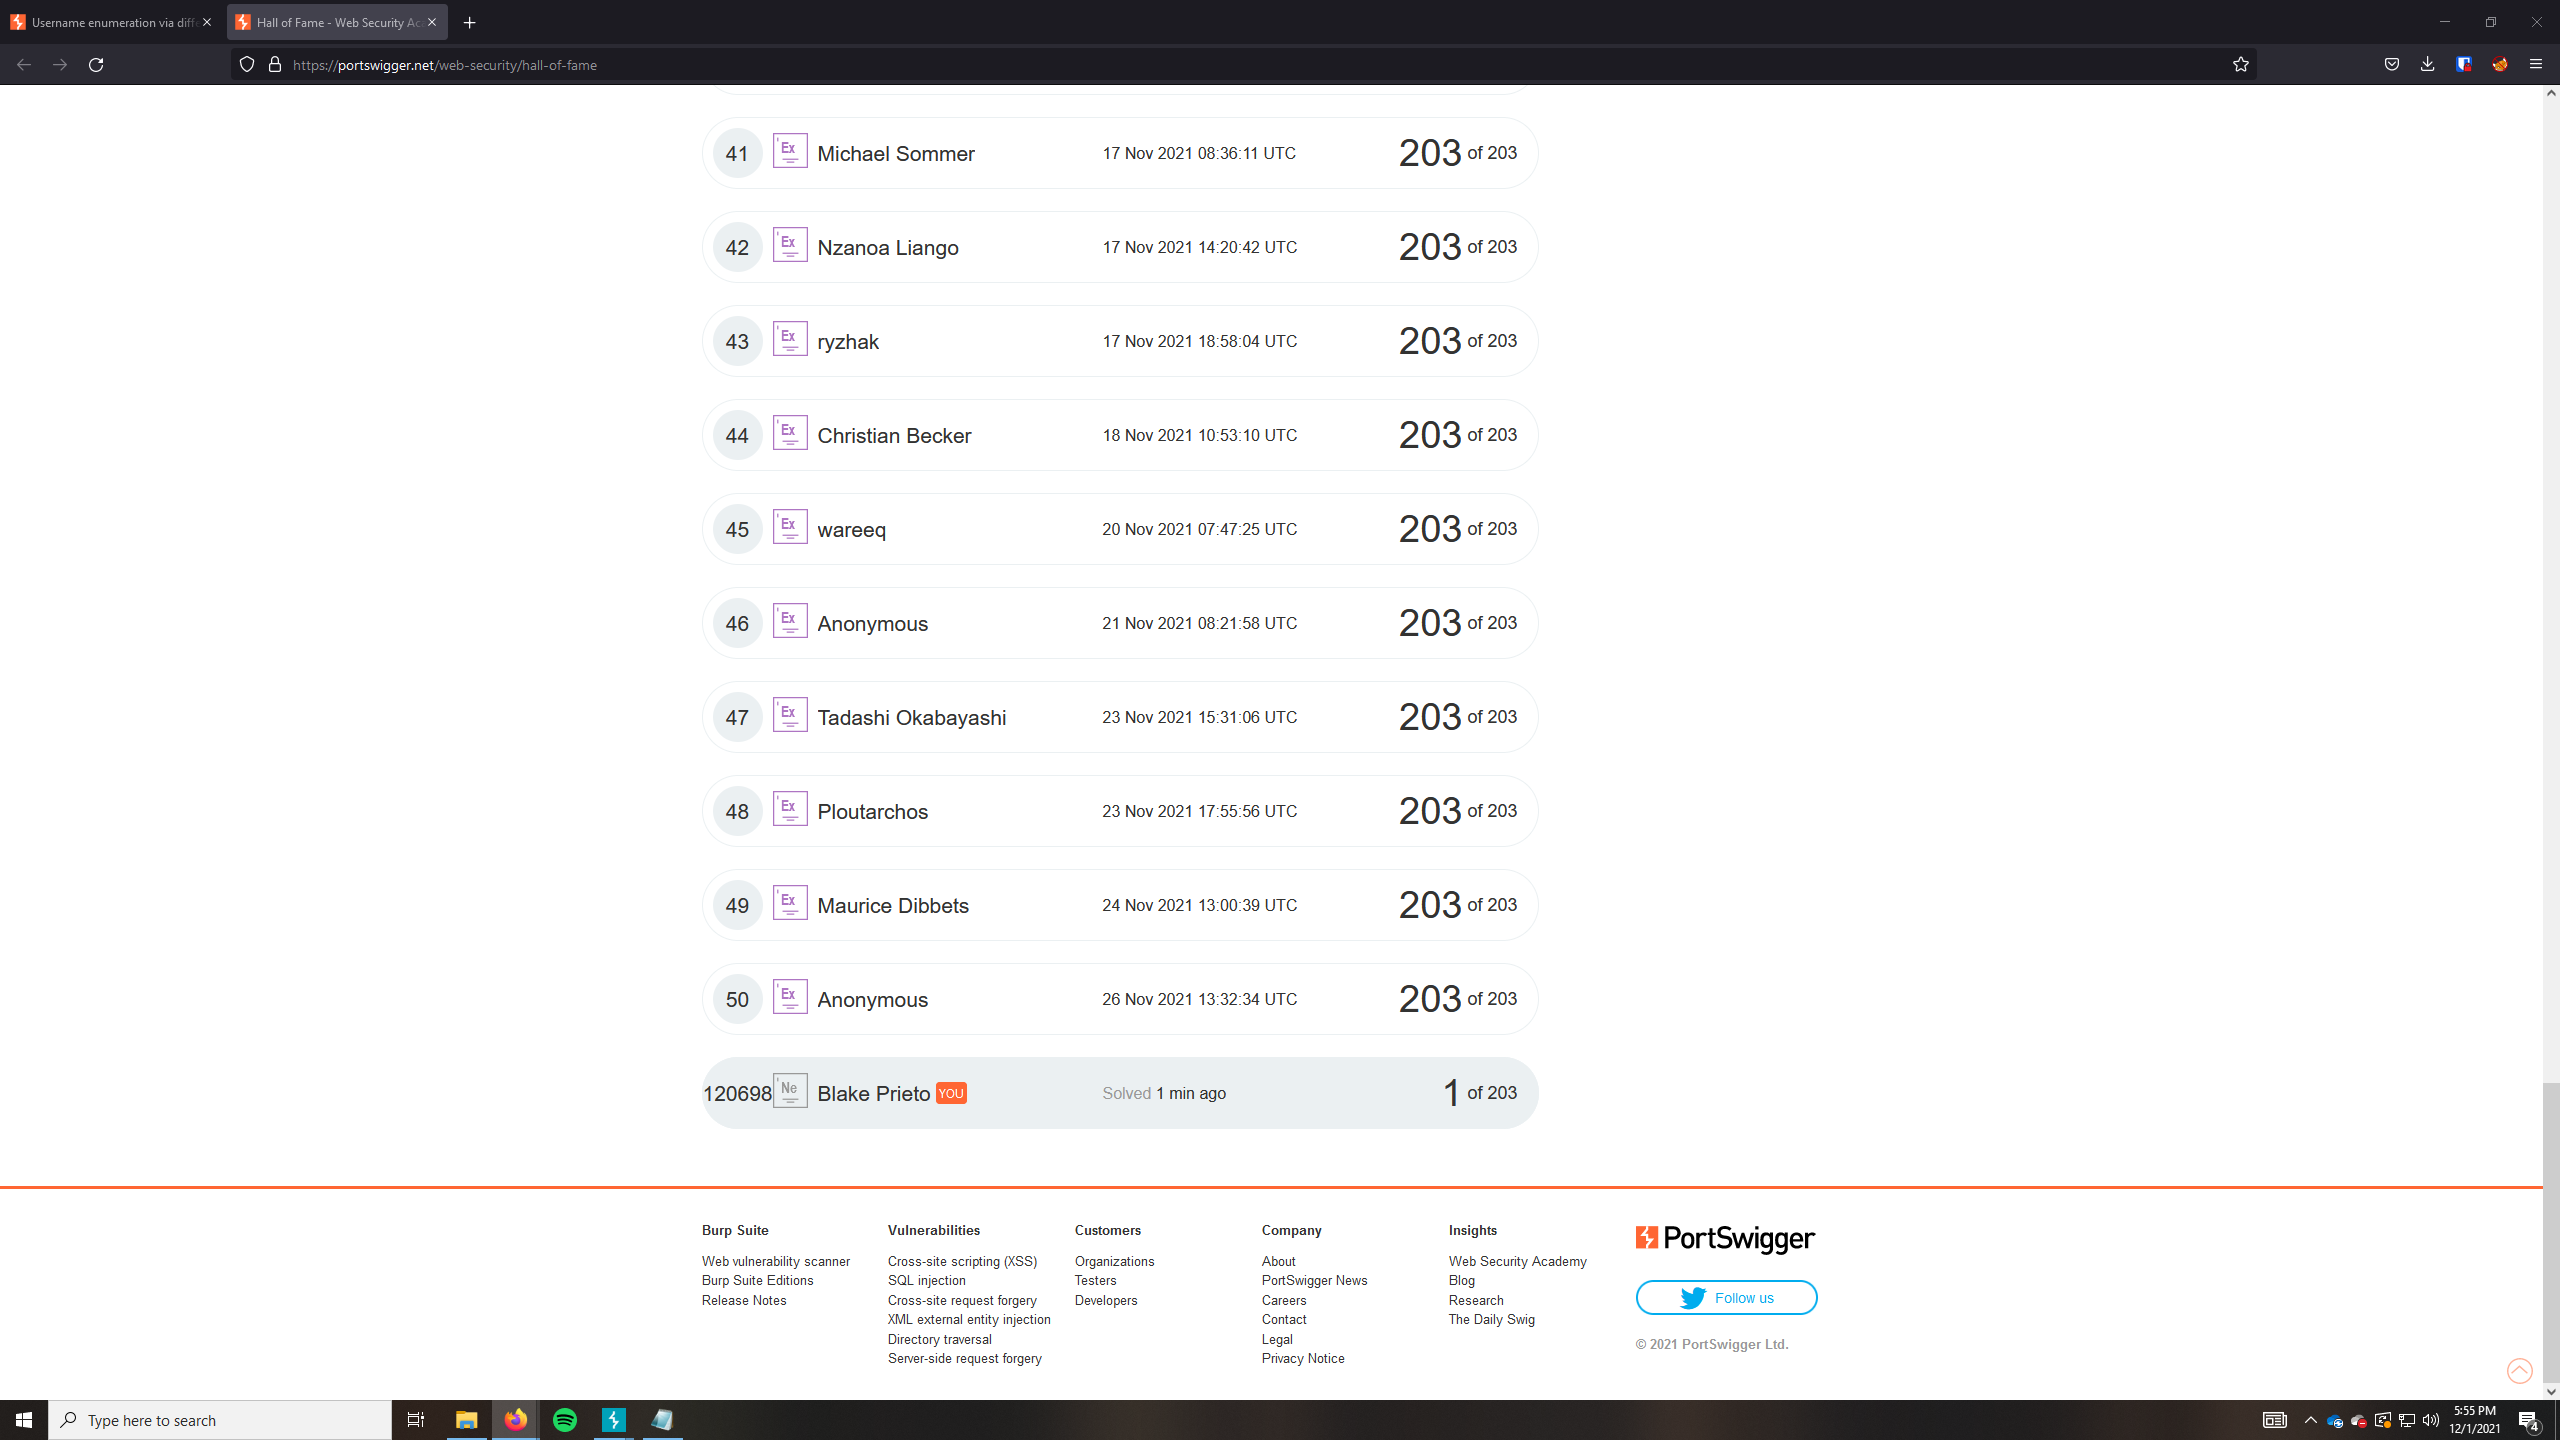 Username enumeration via diffe
Hall of Fame - Web Security Aca
https://portswigger.net/web-security/hall-of-fame
41 Ex Michael Sommer 17 Nov 2021 08:36:11 UTC 203 of 203
42 Ex Nzanoa Liango 17 Nov 2021 14:20:42 UTC 203 of 203
43 Ex ryzhak 17 Nov 2021 18:58:04 UTC 203 of 203
44 Ex Christian Becker 18 Nov 2021 10:53:10 UTC 203 of 203
45 Ex wareeq 20 Nov 2021 07:47:25 UTC 203 of 203
46 Ex Anonymous 21 Nov 2021 08:21:58 UTC 203 of 203
47 Ex Tadashi Okabayashi 23 Nov 2021 15:31:06 UTC 203 of 203
48 Ex Ploutarchos 23 Nov 2021 17:55:56 UTC 203 of 203
49 Ex Maurice Dibbets 24 Nov 2021 13:00:39 UTC 203 of 203
50 Ex Anonymous 26 Nov 2021 13:32:34 UTC 203 of 203
120698 Ne Blake Prieto YOU Solved 1 min ago 1 of 203
Burp Suite
Web vulnerability scanner
Burp Suite Editions
Release Notes
Vulnerabilities
Cross-site scripting (XSS)
SQL injection
Cross-site request forgery
XML external entity injection
Directory traversal
Server-side request forgery
Customers
Organizations
Testers
Developers
Company
About
PortSwigger News
Careers
Contact
Legal
Privacy Notice
Insights
Web Security Academy
Blog
Research
The Daily Swig
PortSwigger
Follow us
© 2021 PortSwigger Ltd.
Type here to search
5:55 PM
12/1/2021
4